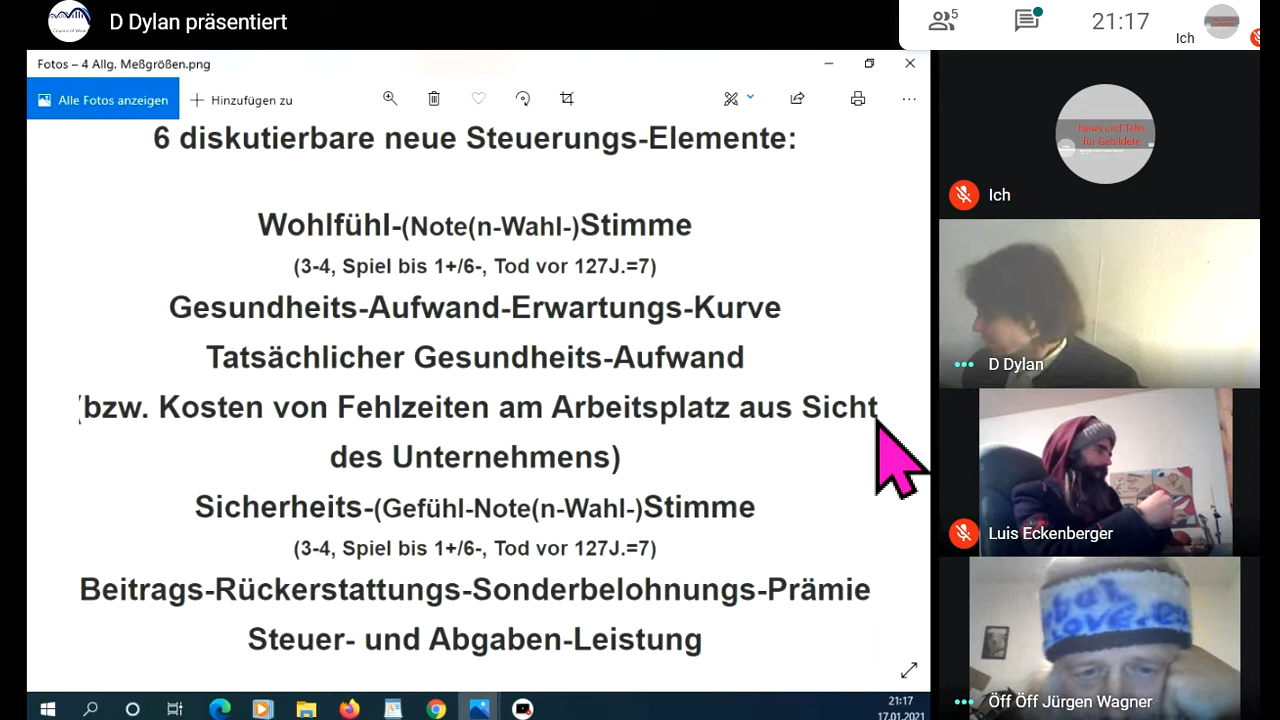 D Dylan präsentiert
5
21:17
Ich
Fotos – 4 Allg. Meßgrößen.png
Alle Fotos anzeigen
Hinzufügen zu
6 diskutierbare neue Steuerungs-Elemente:
Wohlfühl-(Note(n-Wahl-)Stimme
(3-4, Spiel bis 1+/6-, Tod vor 127J.=7)
Gesundheits-Aufwand-Erwartungs-Kurve
Tatsächlicher Gesundheits-Aufwand
(bzw. Kosten von Fehlzeiten am Arbeitsplatz aus Sicht
des Unternehmens)
Sicherheits-(Gefühl-Note(n-Wahl-)Stimme
(3-4, Spiel bis 1+/6-, Tod vor 127J.=7)
Beitrags-Rückerstattungs-Sonderbelohnungs-Prämie
Steuer- und Abgaben-Leistung
21:17
17.01.2021
News und Talks
für Gebildete
Ich
D Dylan
Luis Eckenberger
Öff Öff Jürgen Wagner